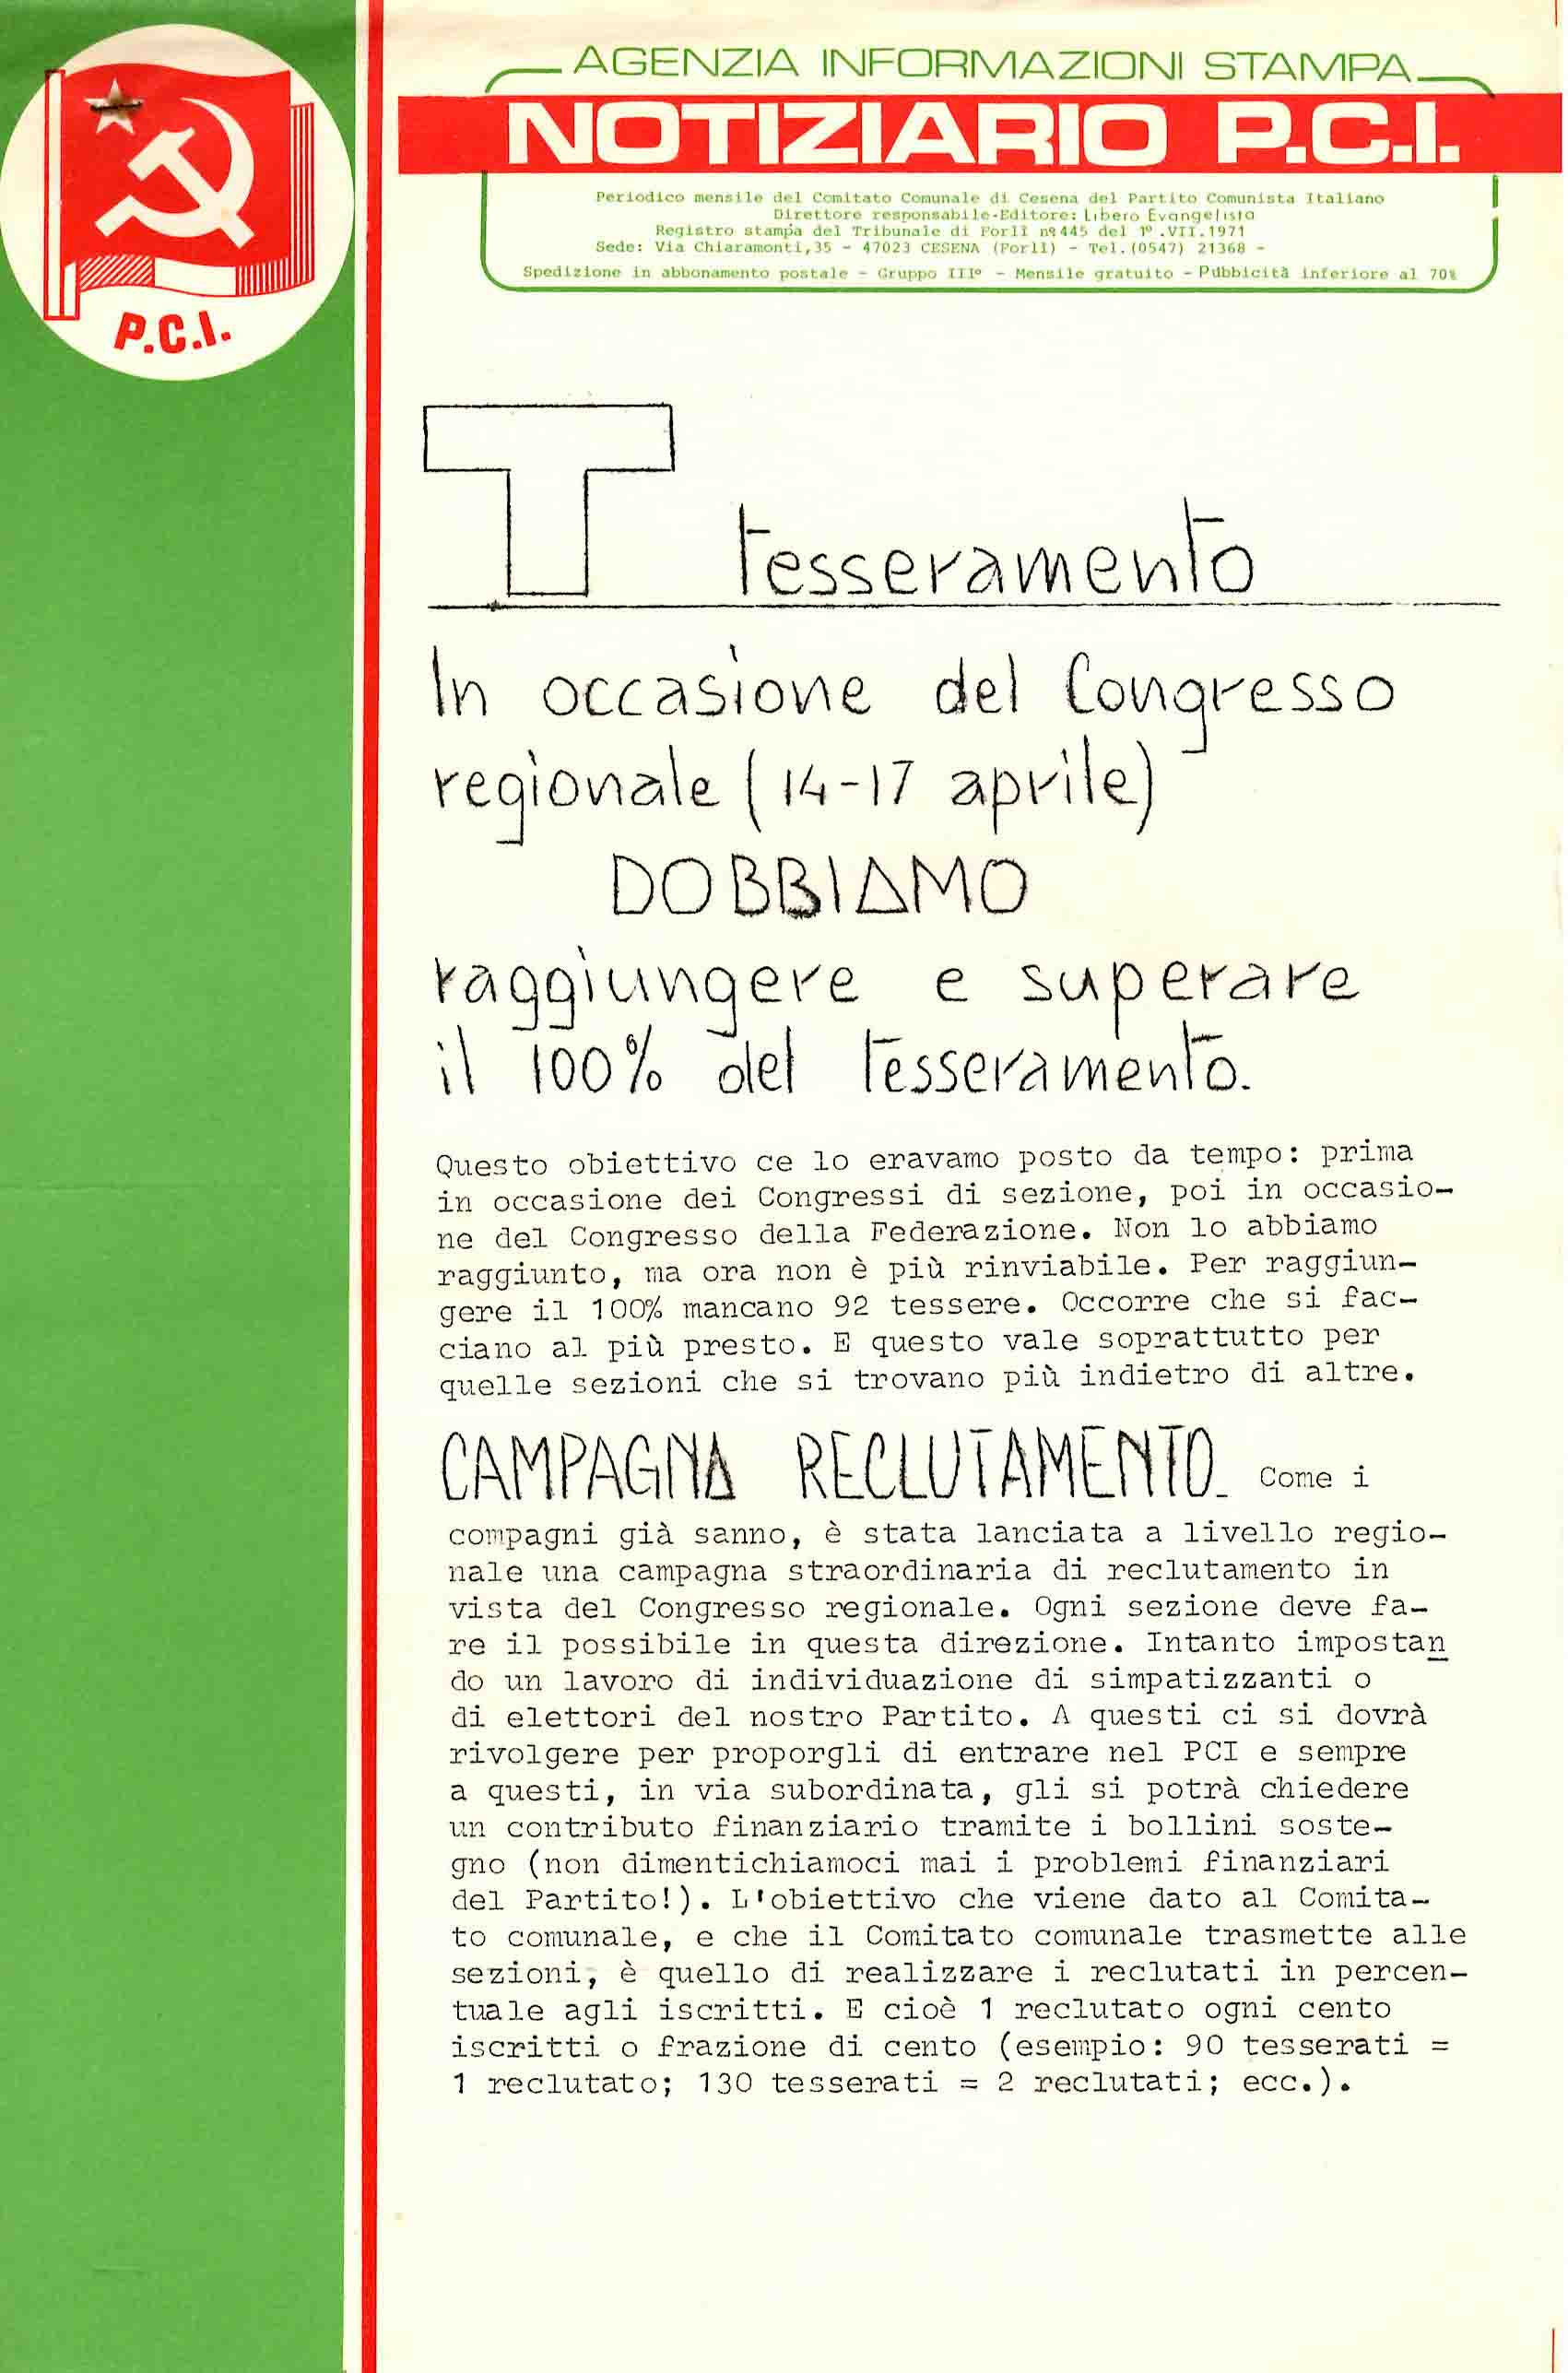 P.C.I.
AGENZIA INFORMAZIONI STAMPA
NOTIZIARIO P.C.I.
Periodico mensile del Comitato Comunale di Cesena del Partito Comunista Italiano
Direttore responsabile-Editore: Libero Evangelista
Registro stampa del Tribunale di Forlì nº445 del 1º.VII.1971
Sede: Via Chiaramonti,35 - 47023 CESENA (Forlì) - Tel.(0547) 21368 -
Spedizione in abbonamento postale - Gruppo IIIº - Mensile gratuito - Pubbicità inferiore al 70%
T tesseramento
In occasione del Congresso
regionale (14-17 aprile)
DOBBIAMO
raggiungere e superare
il 100% del tesseramento.
Questo obiettivo ce lo eravamo posto da tempo: prima
in occasione dei Congressi di sezione, poi in occasio-
ne del Congresso della Federazione. Non lo abbiamo
raggiunto, ma ora non è più rinviabile. Per raggiun-
gere il 100% mancano 92 tessere. Occorre che si fac-
ciano al più presto. E questo vale soprattutto per
quelle sezioni che si trovano più indietro di altre.
CAMPAGNA RECLUTAMENTO_ Come i
compagni già sanno, è stata lanciata a livello regio-
nale una campagna straordinaria di reclutamento in
vista del Congresso regionale. Ogni sezione deve fa-
re il possibile in questa direzione. Intanto impostan
do un lavoro di individuazione di simpatizzanti o
di elettori del nostro Partito. A questi ci si dovrà
rivolgere per proporgli di entrare nel PCI e sempre
a questi, in via subordinata, gli si potrà chiedere
un contributo finanziario tramite i bollini soste-
gno (non dimentichiamoci mai i problemi finanziari
del Partito!). L'obiettivo che viene dato al Comita-
to comunale, e che il Comitato comunale trasmette alle
sezioni, è quello di realizzare i reclutati in percen-
tuale agli iscritti. E cioè 1 reclutato ogni cento
iscritti o frazione di cento (esempio: 90 tesserati =
1 reclutato; 130 tesserati = 2 reclutati; ecc.).